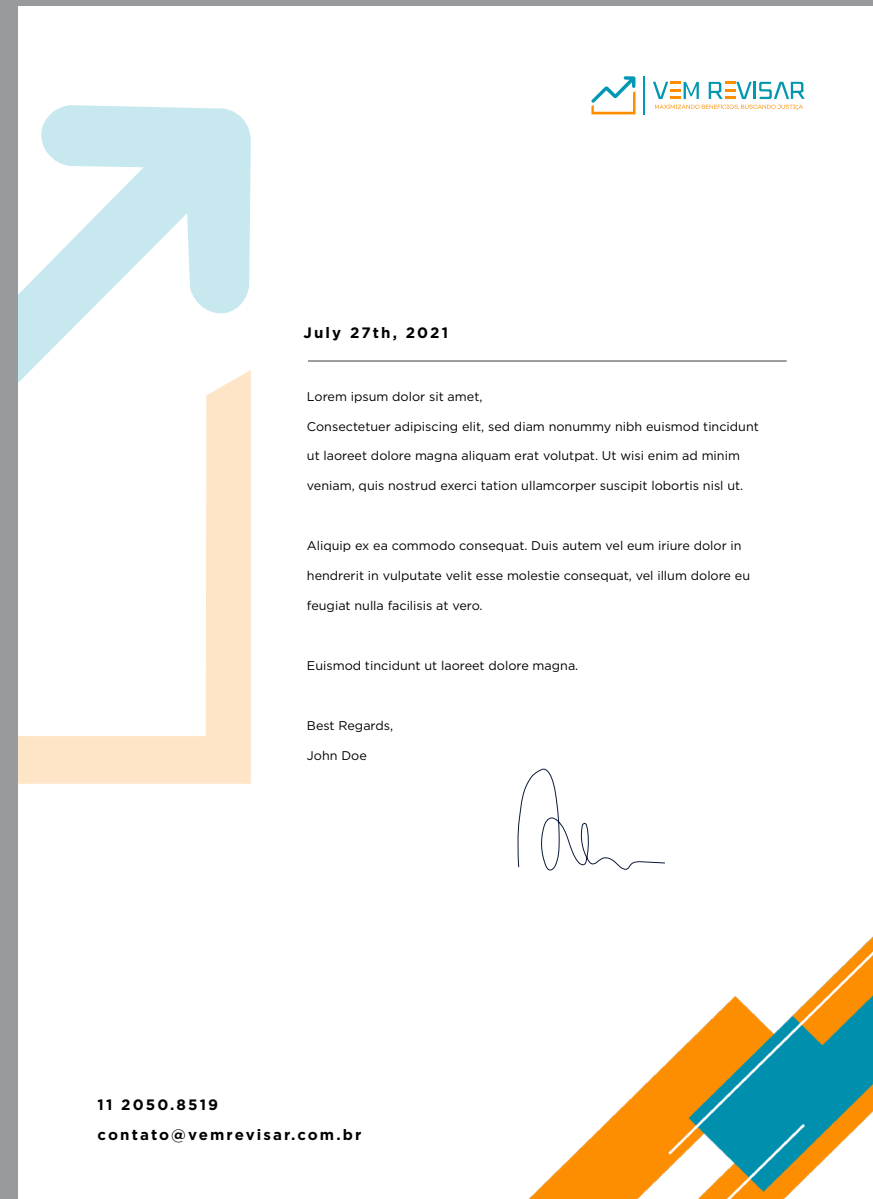 VEM REVISAR
MAXIMIZANDO BENEFÍCIOS, BUSCANDO JUSTIÇA
July 27th, 2021
Lorem ipsum dolor sit amet,
Consectetuer adipiscing elit, sed diam nonummy nibh euismod tincidunt
ut laoreet dolore magna aliquam erat volutpat. Ut wisi enim ad minim
veniam, quis nostrud exerci tation ullamcorper suscipit lobortis nisl ut.
Aliquip ex ea commodo consequat. Duis autem vel eum iriure dolor in
hendrerit in vulputate velit esse molestie consequat, vel illum dolore eu
feugiat nulla facilisis at vero.
Euismod tincidunt ut laoreet dolore magna.
Best Regards,
John Doe
11 2050.8519
contato@vemrevisar.com.br